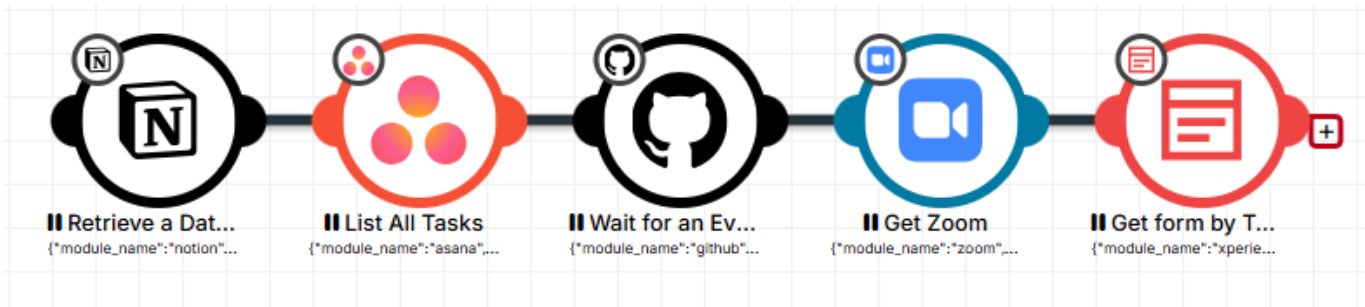 Retrieve a Dat...
{"module_name":"notion"...
List All Tasks
{"module_name":"asana",...
Wait for an Ev...
{"module_name":"github"...
Get Zoom
{"module_name":"zoom",...
Get form by T...
{"module_name":"xperie...